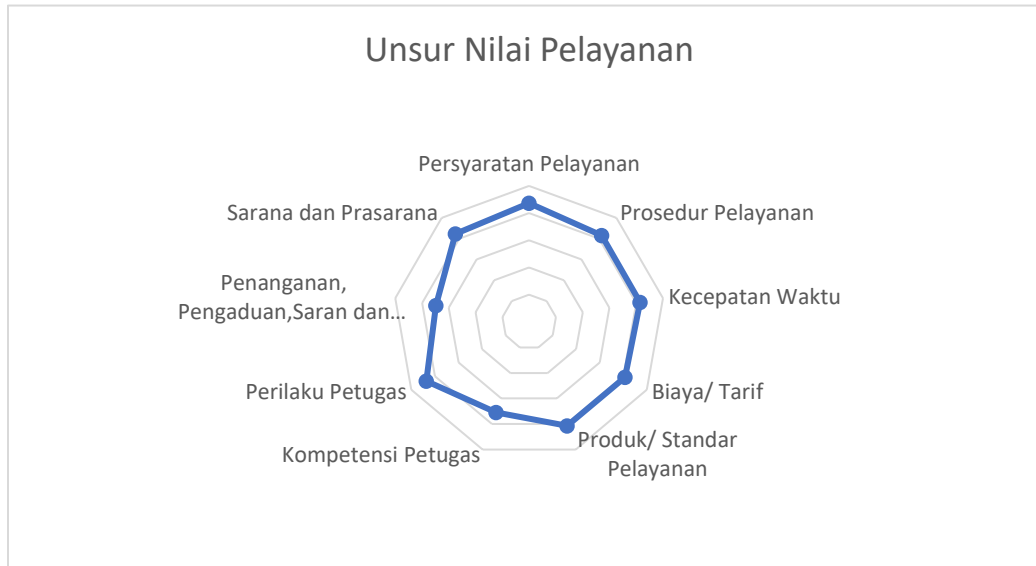 Unsur Nilai Pelayanan
Persyaratan Pelayanan
Prosedur Pelayanan
Kecepatan Waktu
Biaya/ Tarif
Produk/ Standar
Pelayanan
Kompetensi Petugas
Perilaku Petugas
Penanganan,
Pengaduan,Saran dan...
Sarana dan Prasarana